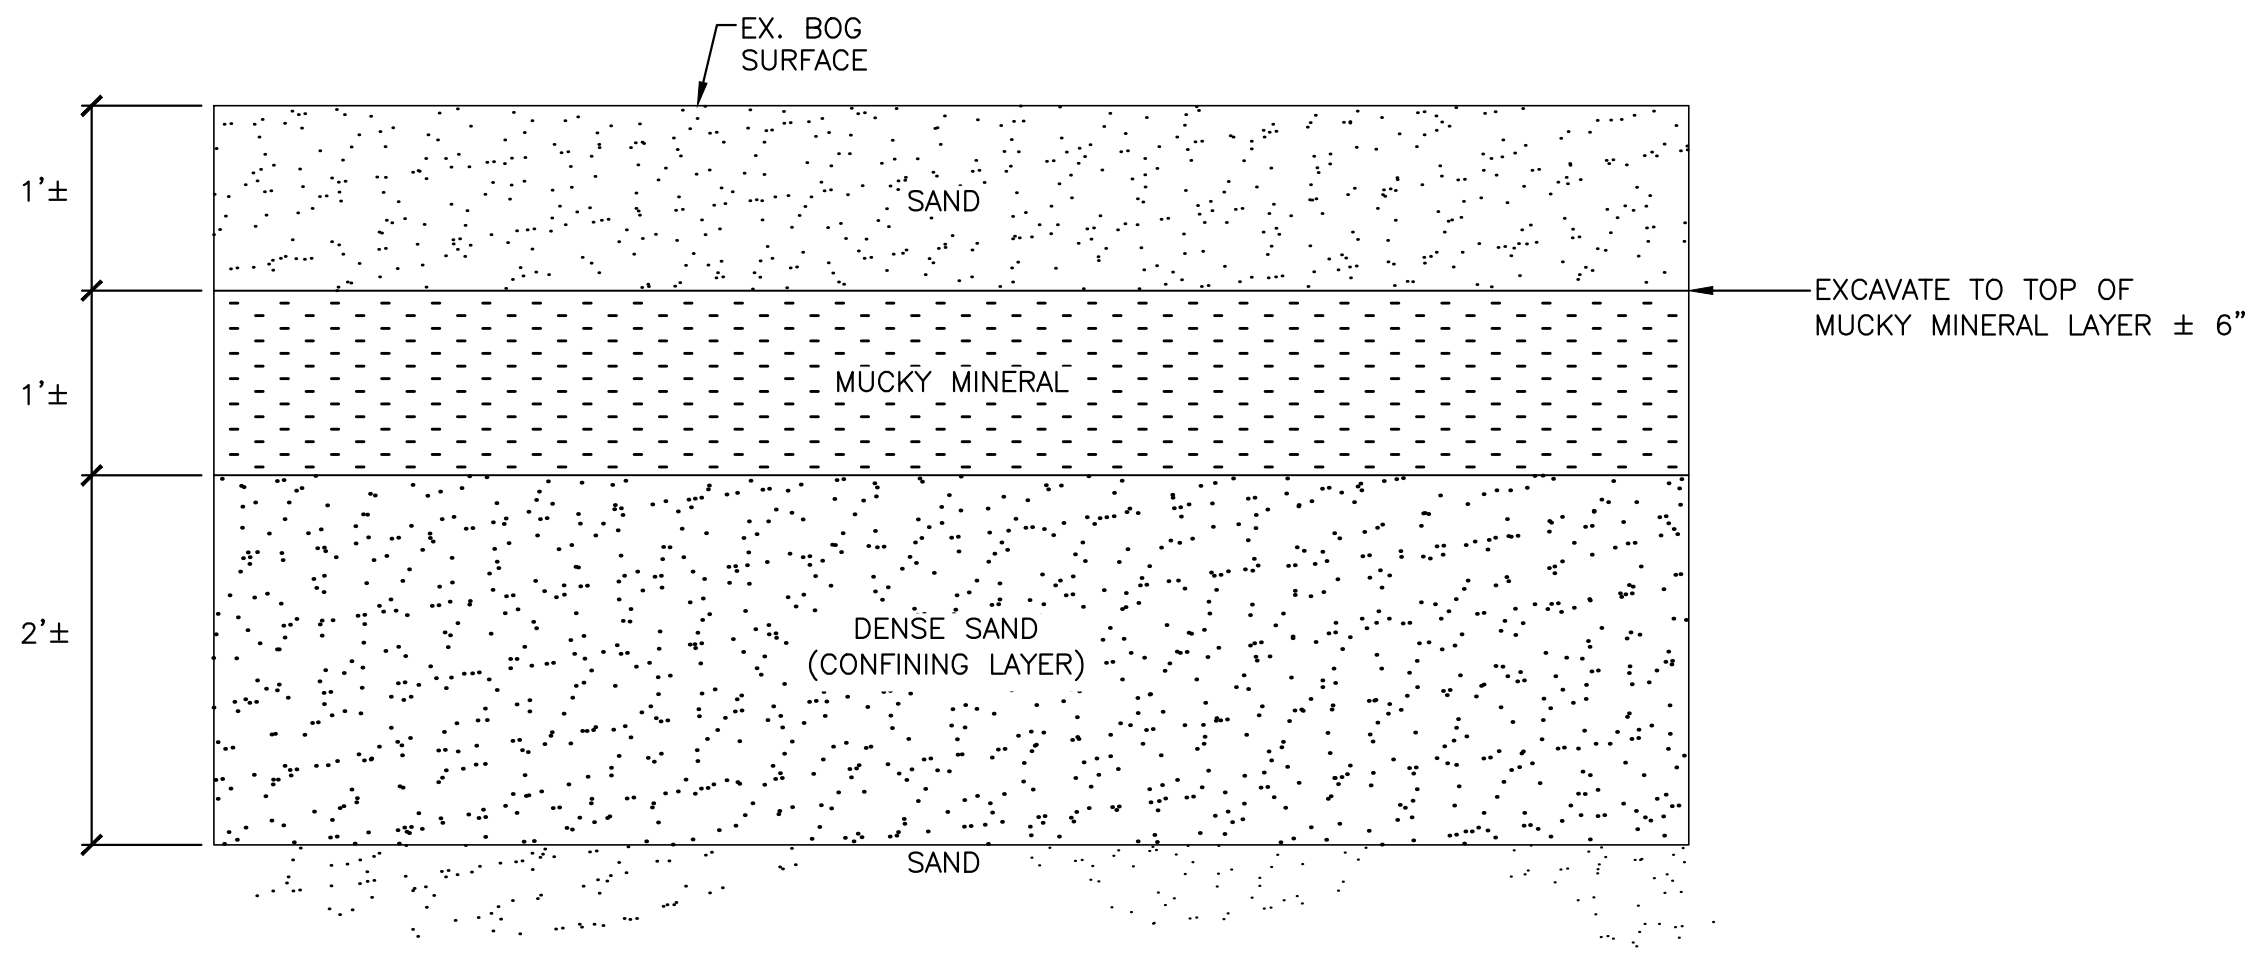 EX. BOG
SURFACE
1'±
SAND
EXCAVATE TO TOP OF
MUCKY MINERAL LAYER ± 6"
1'±
MUCKY MINERAL
2'±
DENSE SAND
(CONFINING LAYER)
SAND